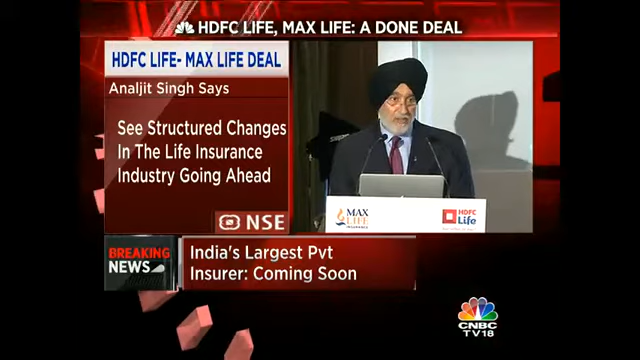 HDFC LIFE, MAX LIFE: A DONE DEAL
HDFC LIFE- MAX LIFE DEAL
Analjit Singh Says
See Structured Changes
In The Life Insurance
Industry Going Ahead
NSE
MAX
LIFE
INSURANCE
HDFC
Life
BREAKING
NEWS
India's Largest Pvt
Insurer: Coming Soon
CNBC
TV18